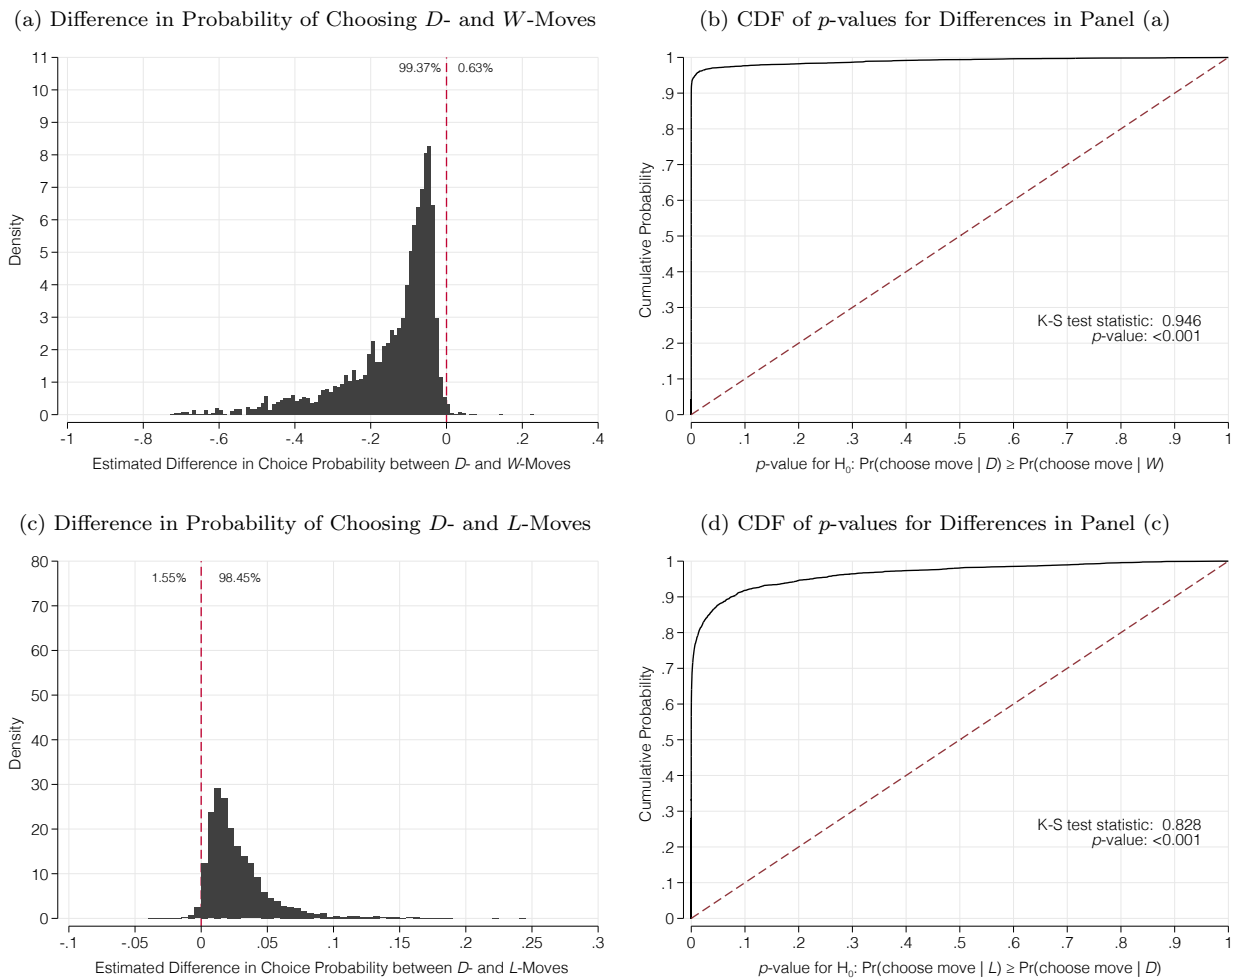 (a) Difference in Probability of Choosing D- and W-Moves
11
10
9
8
7
6
5
4
3
2
1
0
Density
99.37% 0.63%
-1 -.8 -.6 -.4 -.2 0 .2 .4
Estimated Difference in Choice Probability between D- and W-Moves
(b) CDF of p-values for Differences in Panel (a)
1
.9
.8
.7
.6
.5
.4
.3
.2
.1
0
Cumulative Probability
K-S test statistic: 0.946
p-value: <0.001
0 .1 .2 .3 .4 .5 .6 .7 .8 .9 1
p-value for H₀: Pr(choose move | D) ≥ Pr(choose move | W)
(c) Difference in Probability of Choosing D- and L-Moves
80
70
60
50
40
30
20
10
0
Density
1.55% 98.45%
-.1 -.05 0 .05 .1 .15 .2 .25 .3
Estimated Difference in Choice Probability between D- and L-Moves
(d) CDF of p-values for Differences in Panel (c)
1
.9
.8
.7
.6
.5
.4
.3
.2
.1
0
Cumulative Probability
K-S test statistic: 0.828
p-value: <0.001
0 .1 .2 .3 .4 .5 .6 .7 .8 .9 1
p-value for H₀: Pr(choose move | L) ≥ Pr(choose move | D)